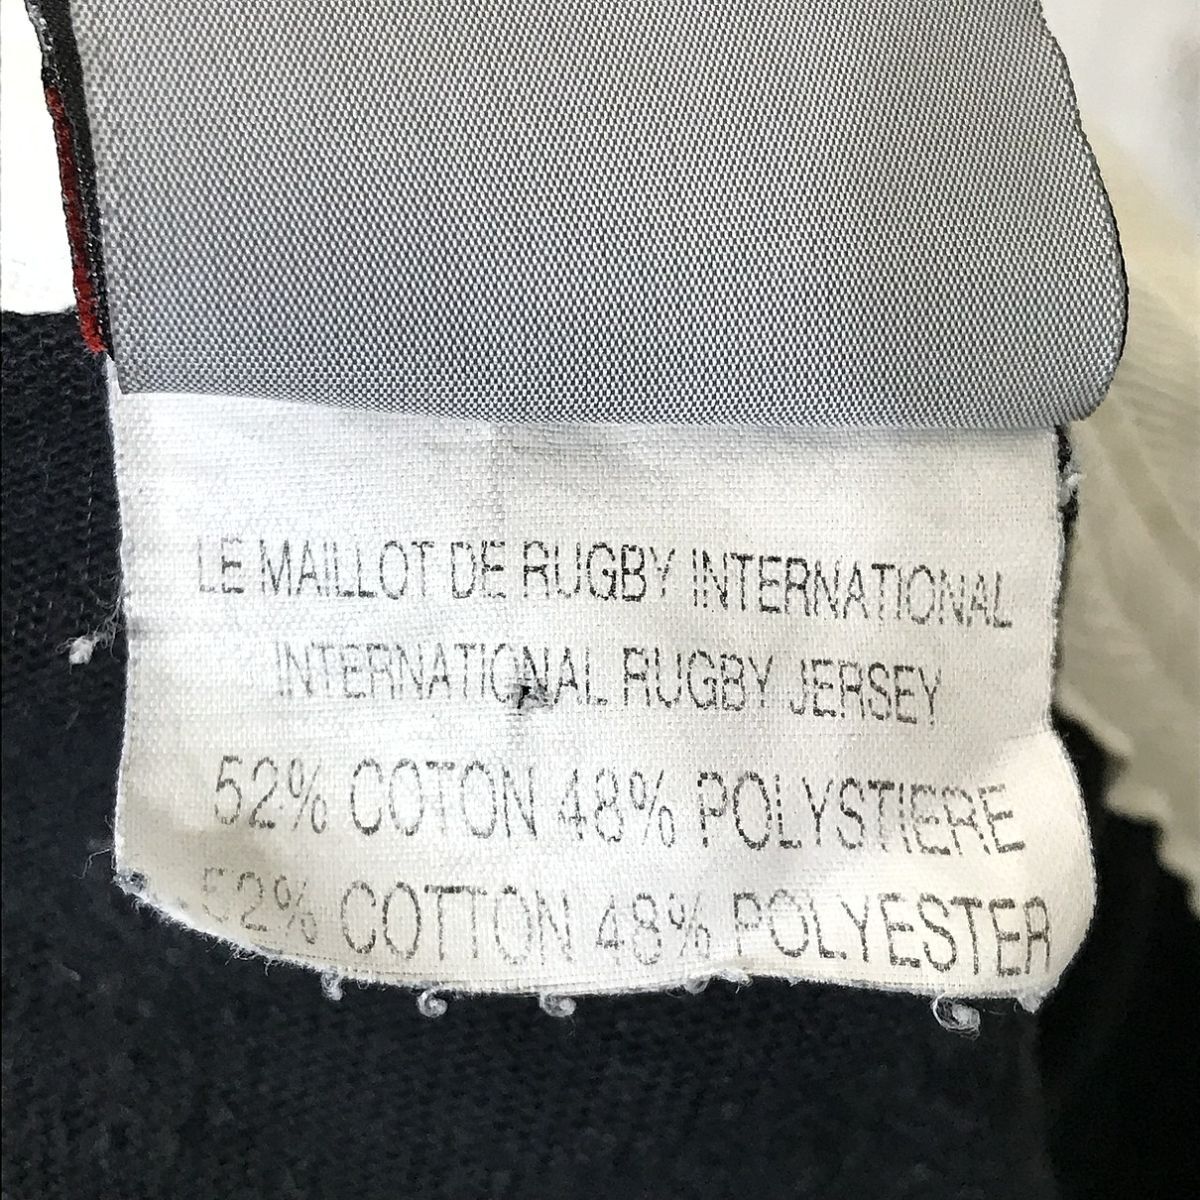 LE MAILLOT DE RUGBY INTERNATIONAL
INTERNATIONAL RUGBY JERSEY
52% COTON 48% POLYSTIERE
52% COTTON 48% POLYESTER